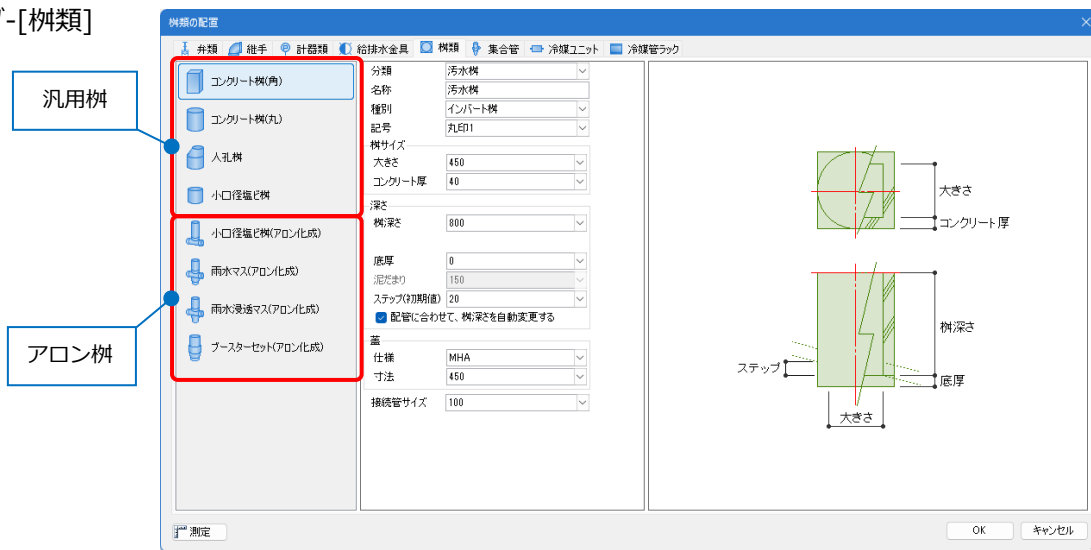 -[桝類]
桝類の配置
弁類 継手 計器類 給排水金具 桝類 集合管 冷媒ユニット 冷媒管ラック
汎用桝
アロン桝
コンクリート桝(角)
コンクリート桝(丸)
人孔桝
小口径塩ビ桝
小口径塩ビ桝(アロン化成)
雨水マス(アロン化成)
雨水浸透マス(アロン化成)
ブースターセット(アロン化成)
分類 汚水桝
名称 汚水桝
種別 インバート桝
記号 丸印1
桝サイズ
大きさ 450
コンクリート厚 40
深さ
桝深さ 800
底厚 0
泥だまり 150
ステップ(初期値) 20
配管に合わせて、桝深さを自動変更する
蓋
仕様 MHA
寸法 450
接続管サイズ 100
大きさ
コンクリート厚
桝深さ
ステップ
底厚
大きさ
測定
OK キャンセル